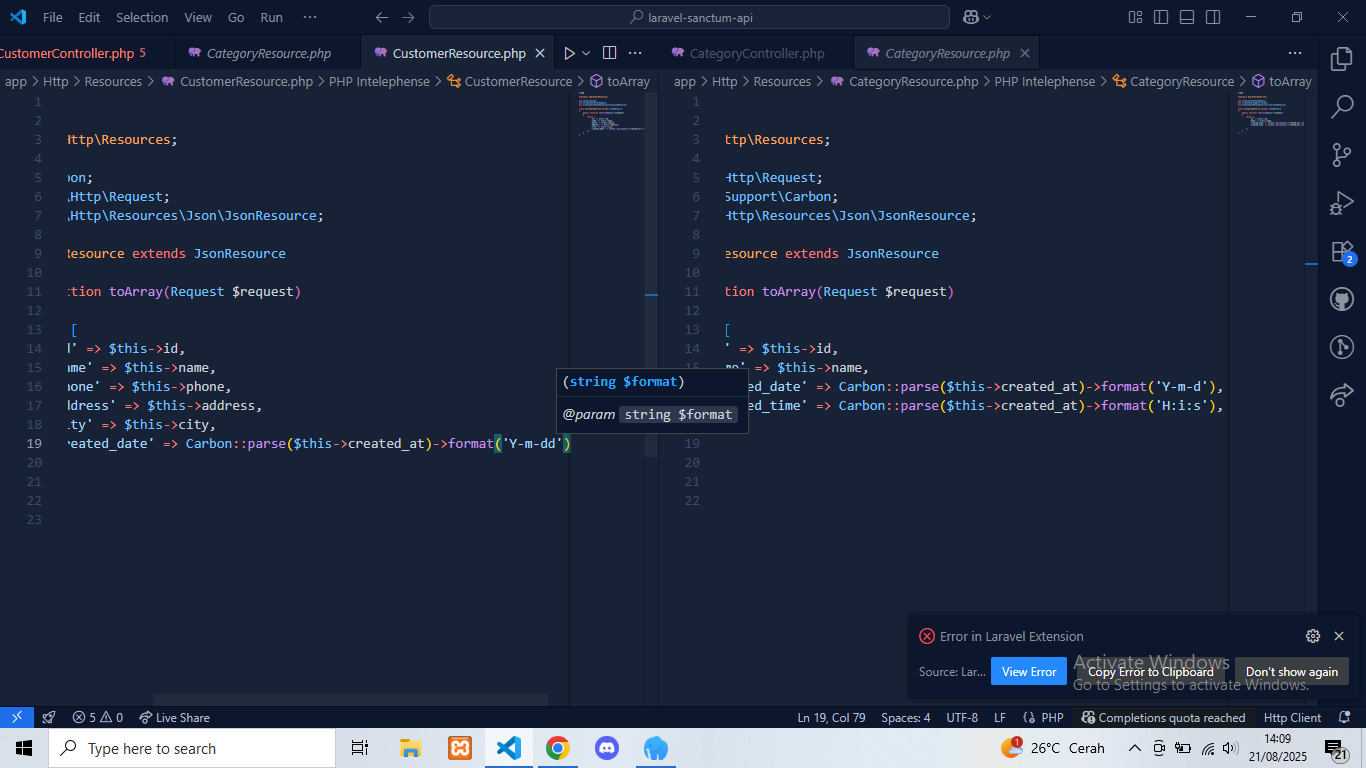 File Edit Selection View Go Run ··· laravel-sanctum-api
CustomerController.php 5 CategoryResource.php CustomerResource.php CategoryController.php CategoryResource.php
app > Http > Resources > CustomerResource.php > PHP Intelephense > CustomerResource > toArray
1
2
3 Http\Resources;
4
5 bon;
6 \Http\Request;
7 \Http\Resources\Json\JsonResource;
8
9 Resource extends JsonResource
10
11 ction toArray(Request $request)
12
13 [
14 d' => $this->id,
15 ame' => $this->name,
16 hone' => $this->phone,
17 ddress' => $this->address,
18 ity' => $this->city,
19 reated_date' => Carbon::parse($this->created_at)->format('Y-m-dd')
20
21
22
23
(string $format)
@param string $format
app > Http > Resources > CategoryResource.php > PHP Intelephense > CategoryResource > toArray
1
2
3 ttp\Resources;
4
5 Http\Request;
6 Support\Carbon;
7 Http\Resources\Json\JsonResource;
8
9 esource extends JsonResource
10
11 tion toArray(Request $request)
12
13 [
14 ' => $this->id,
15 me' => $this->name,
ed_date' => Carbon::parse($this->created_at)->format('Y-m-d'),
ed_time' => Carbon::parse($this->created_at)->format('H:i:s'),
19
20
21
22
2
Error in Laravel Extension
Source: Lar... View Error Copy Error to Clipboard Don't show again
Activate Windows
Go to Settings to activate Windows.
5 0 Live Share Ln 19, Col 79 Spaces: 4 UTF-8 LF PHP Completions quota reached Http Client
Type here to search 1 26°C Cerah 14:09
21/08/2025 21